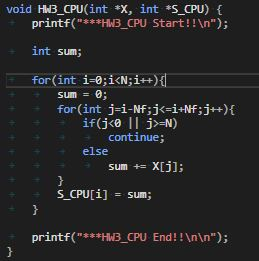 void HW3_CPU(int *X, int *S_CPU) {
printf("***HW3_CPU Start!!\n");
int sum;
for(int i=0;i<N;i++){
sum = 0;
for(int j=i-Nf;j<=i+Nf;j++){
if(j<0 || j>=N)
continue;
else
sum += X[j];
}
S_CPU[i] = sum;
}
printf("***HW3_CPU End!!\n\n");
}